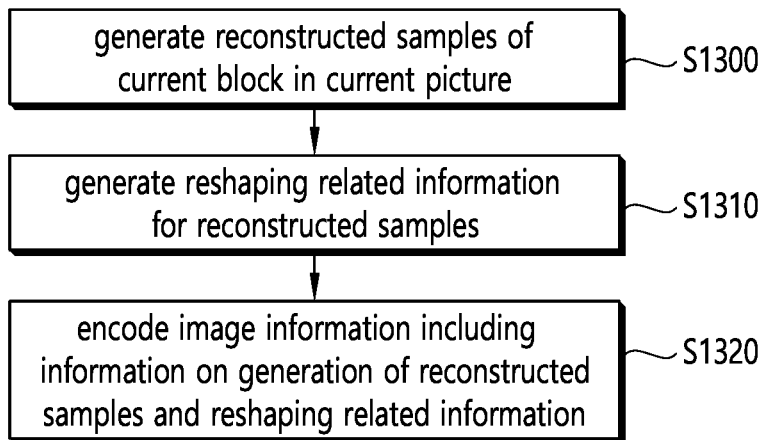 generate reconstructed samples of
current block in current picture
S1300
generate reshaping related information
for reconstructed samples
S1310
encode image information including
information on generation of reconstructed
samples and reshaping related information
S1320